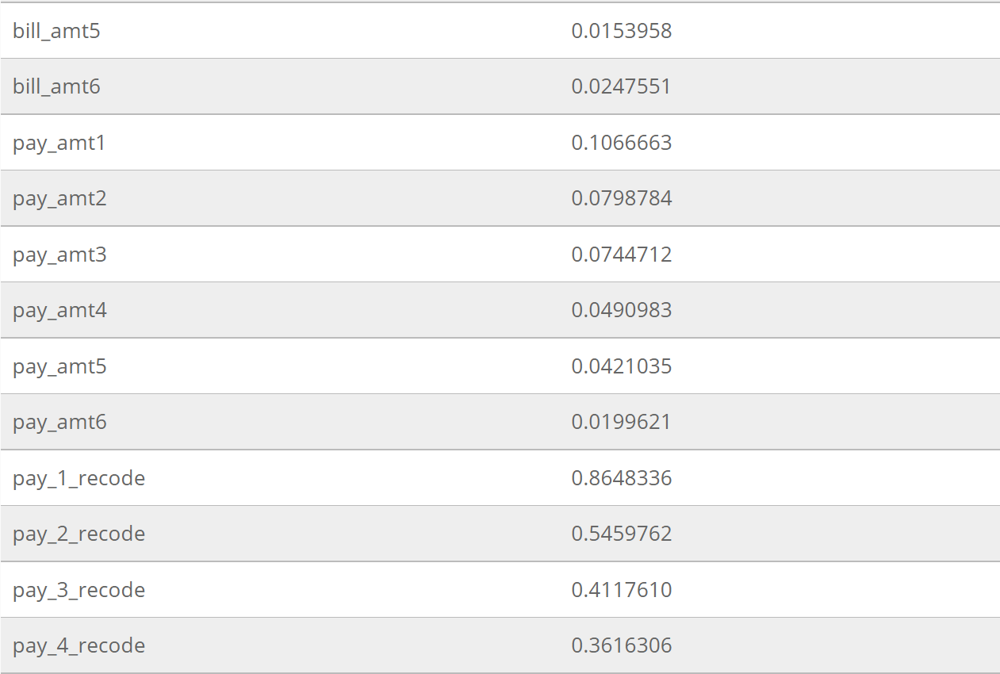 bill_amt5 0.0153958
bill_amt6 0.0247551
pay_amt1 0.1066663
pay_amt2 0.0798784
pay_amt3 0.0744712
pay_amt4 0.0490983
pay_amt5 0.0421035
pay_amt6 0.0199621
pay_1_recode 0.8648336
pay_2_recode 0.5459762
pay_3_recode 0.4117610
pay_4_recode 0.3616306